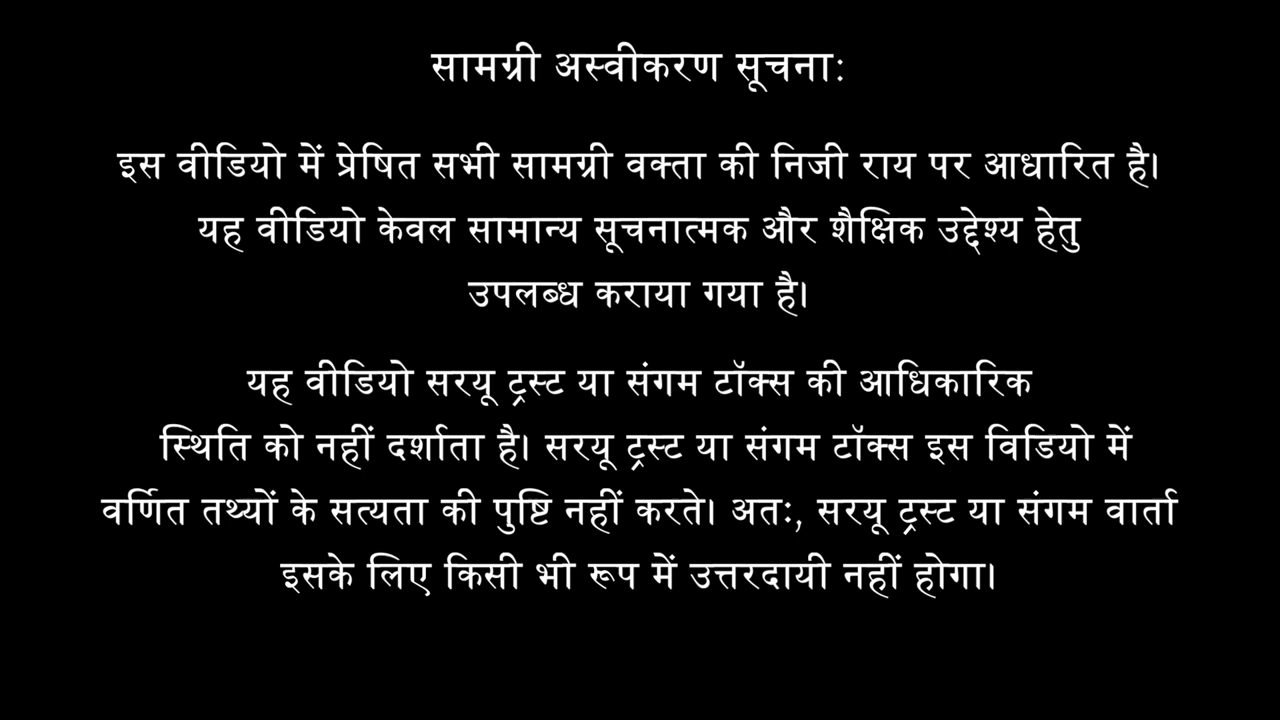 सामग्री अस्वीकरण सूचना:
इस वीडियो में प्रेषित सभी सामग्री वक्ता की निजी राय पर आधारित है।
यह वीडियो केवल सामान्य सूचनात्मक और शैक्षिक उद्देश्य हेतु
उपलब्ध कराया गया है।
यह वीडियो सरयू ट्रस्ट या संगम टॉक्स की आधिकारिक
स्थिति को नहीं दर्शाता है। सरयू ट्रस्ट या संगम टॉक्स इस विडियो में
वर्णित तथ्यों के सत्यता की पुष्टि नहीं करते। अतः, सरयू ट्रस्ट या संगम वार्ता
इसके लिए किसी भी रूप में उत्तरदायी नहीं होगा।